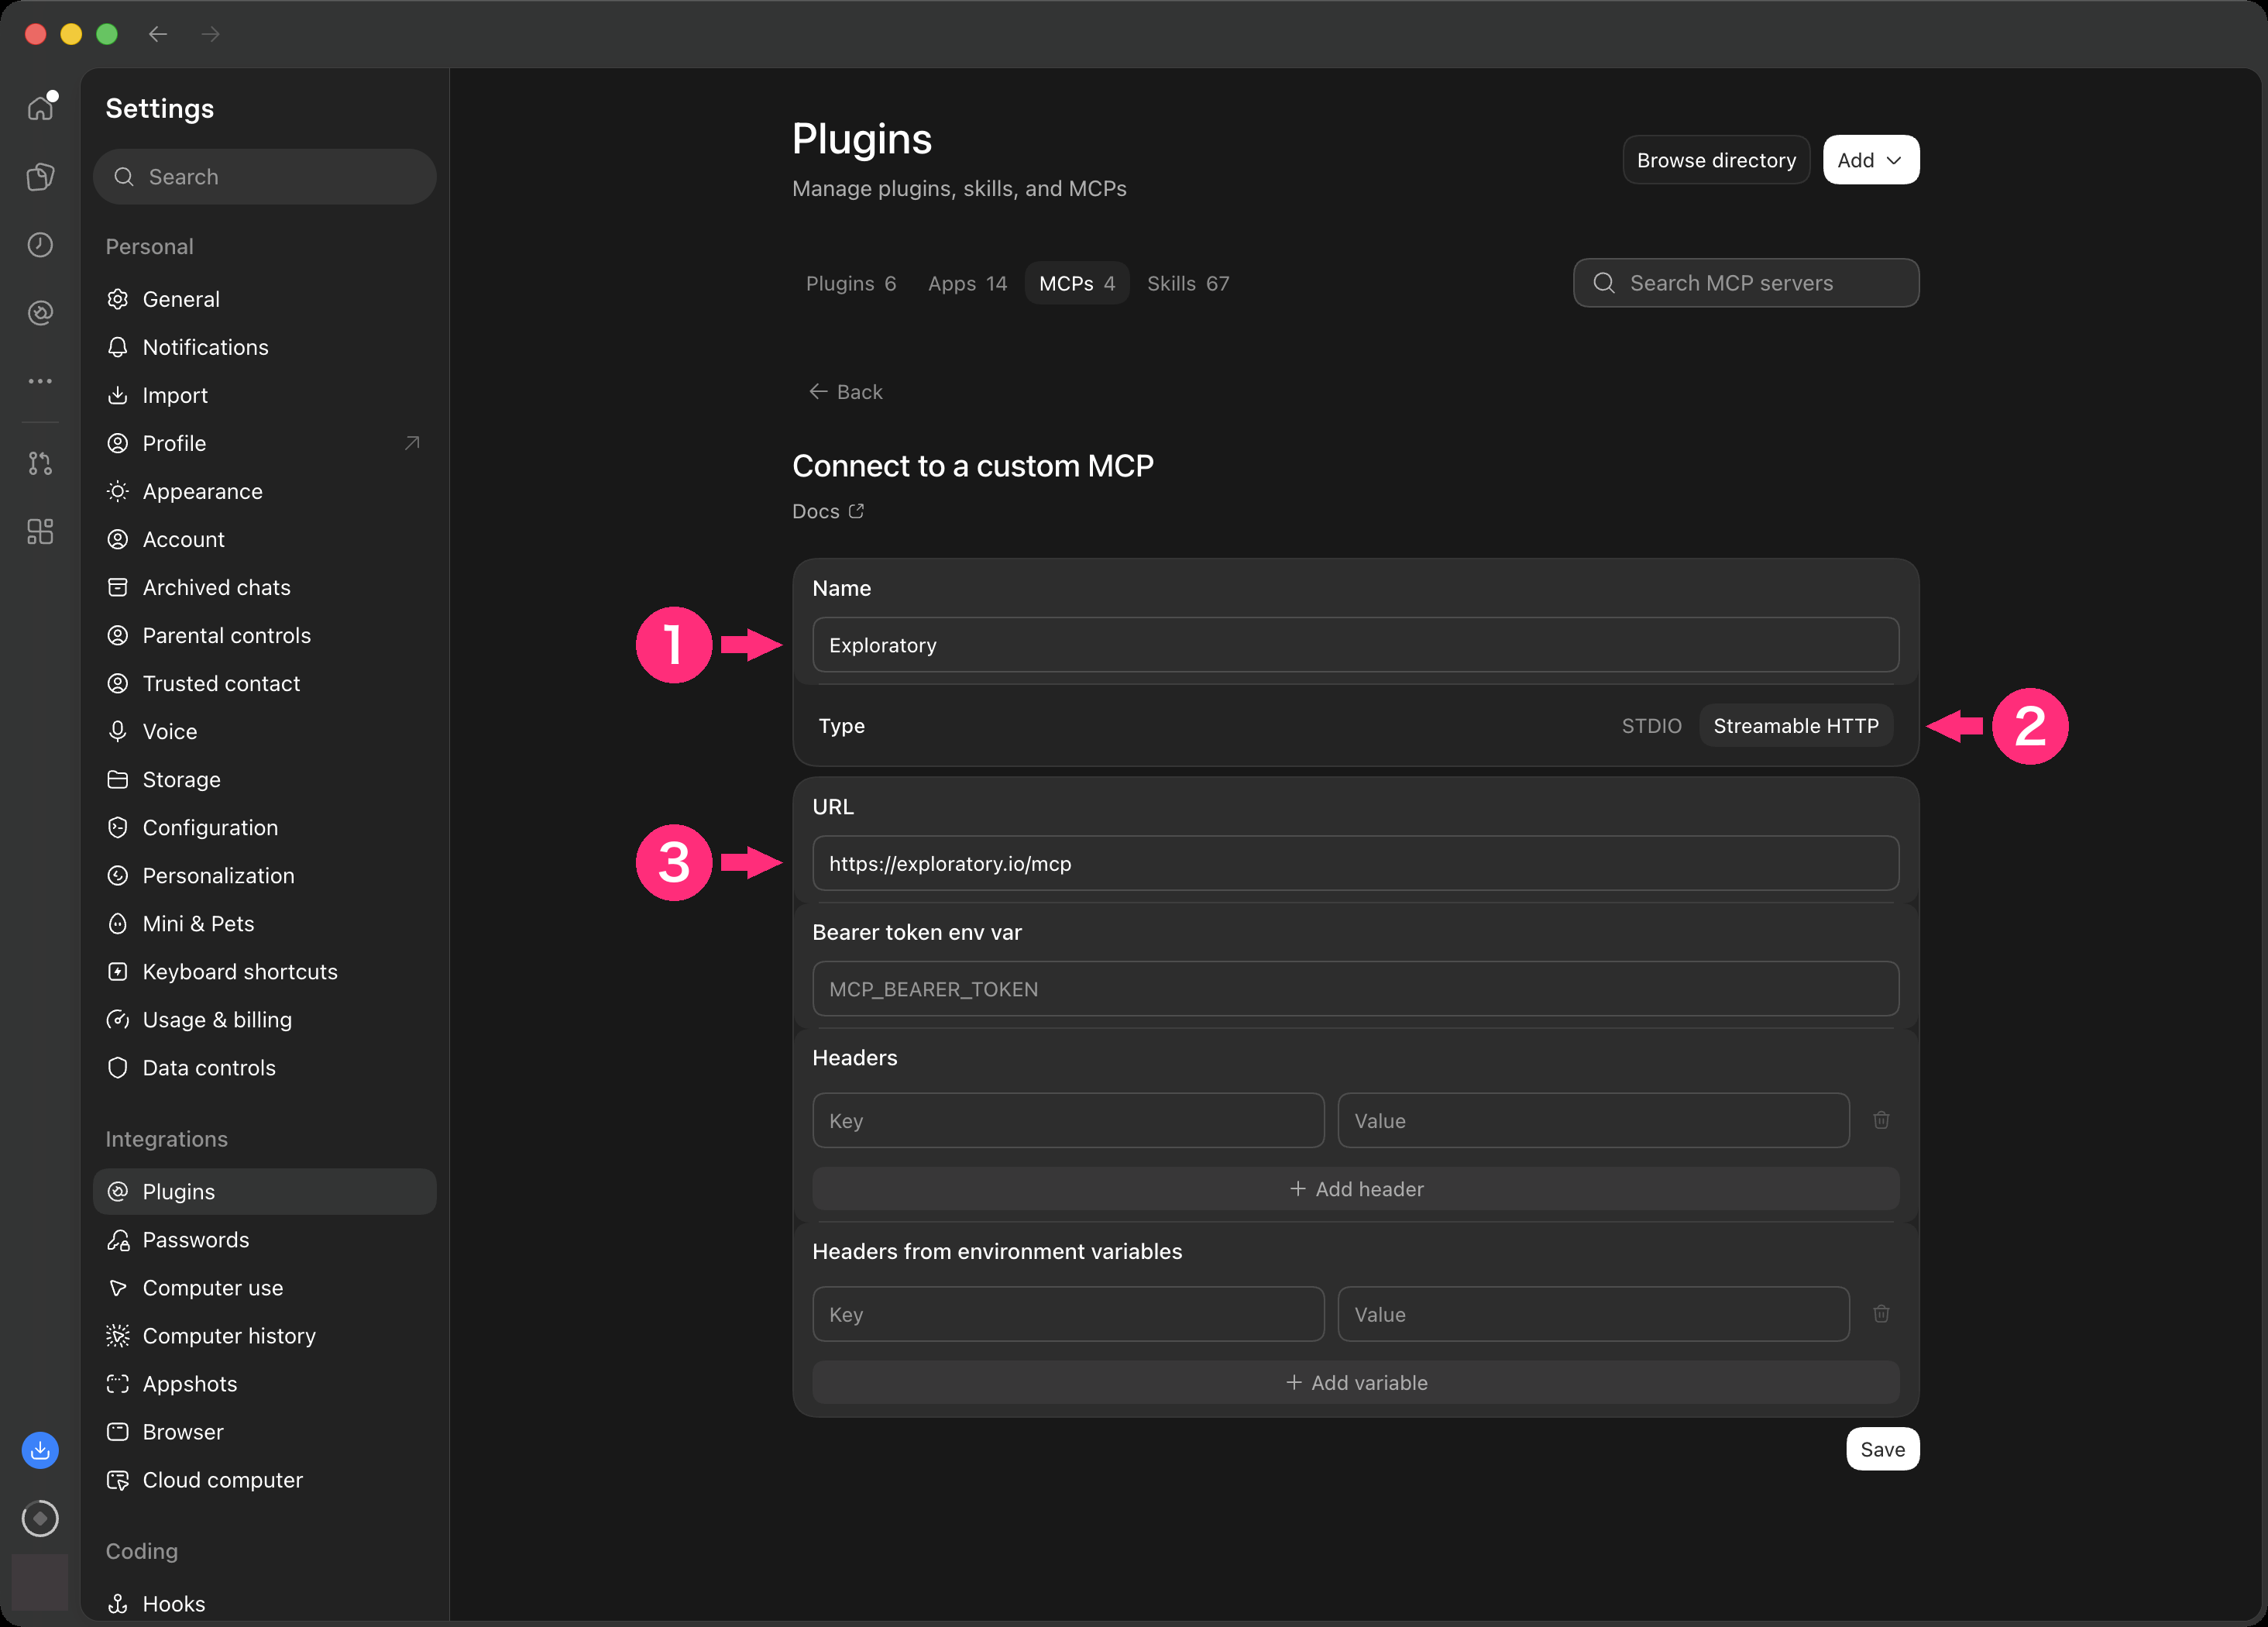 Settings
Search
Personal
General
Notifications
Import
Profile
Appearance
Account
Archived chats
Parental controls
Trusted contact
Voice
Storage
Configuration
Personalization
Mini & Pets
Keyboard shortcuts
Usage & billing
Data controls
Integrations
Plugins
Passwords
Computer use
Computer history
Appshots
Browser
Cloud computer
Coding
Hooks
Plugins
Manage plugins, skills, and MCPs
Browse directory
Add
Plugins 6
Apps 14
MCPs 4
Skills 67
Search MCP servers
Back
Connect to a custom MCP
Docs
Name
1
Exploratory
Type
STDIO
Streamable HTTP
2
URL
3
https://exploratory.io/mcp
Bearer token env var
MCP_BEARER_TOKEN
Headers
Key
Value
+ Add header
Headers from environment variables
Key
Value
+ Add variable
Save